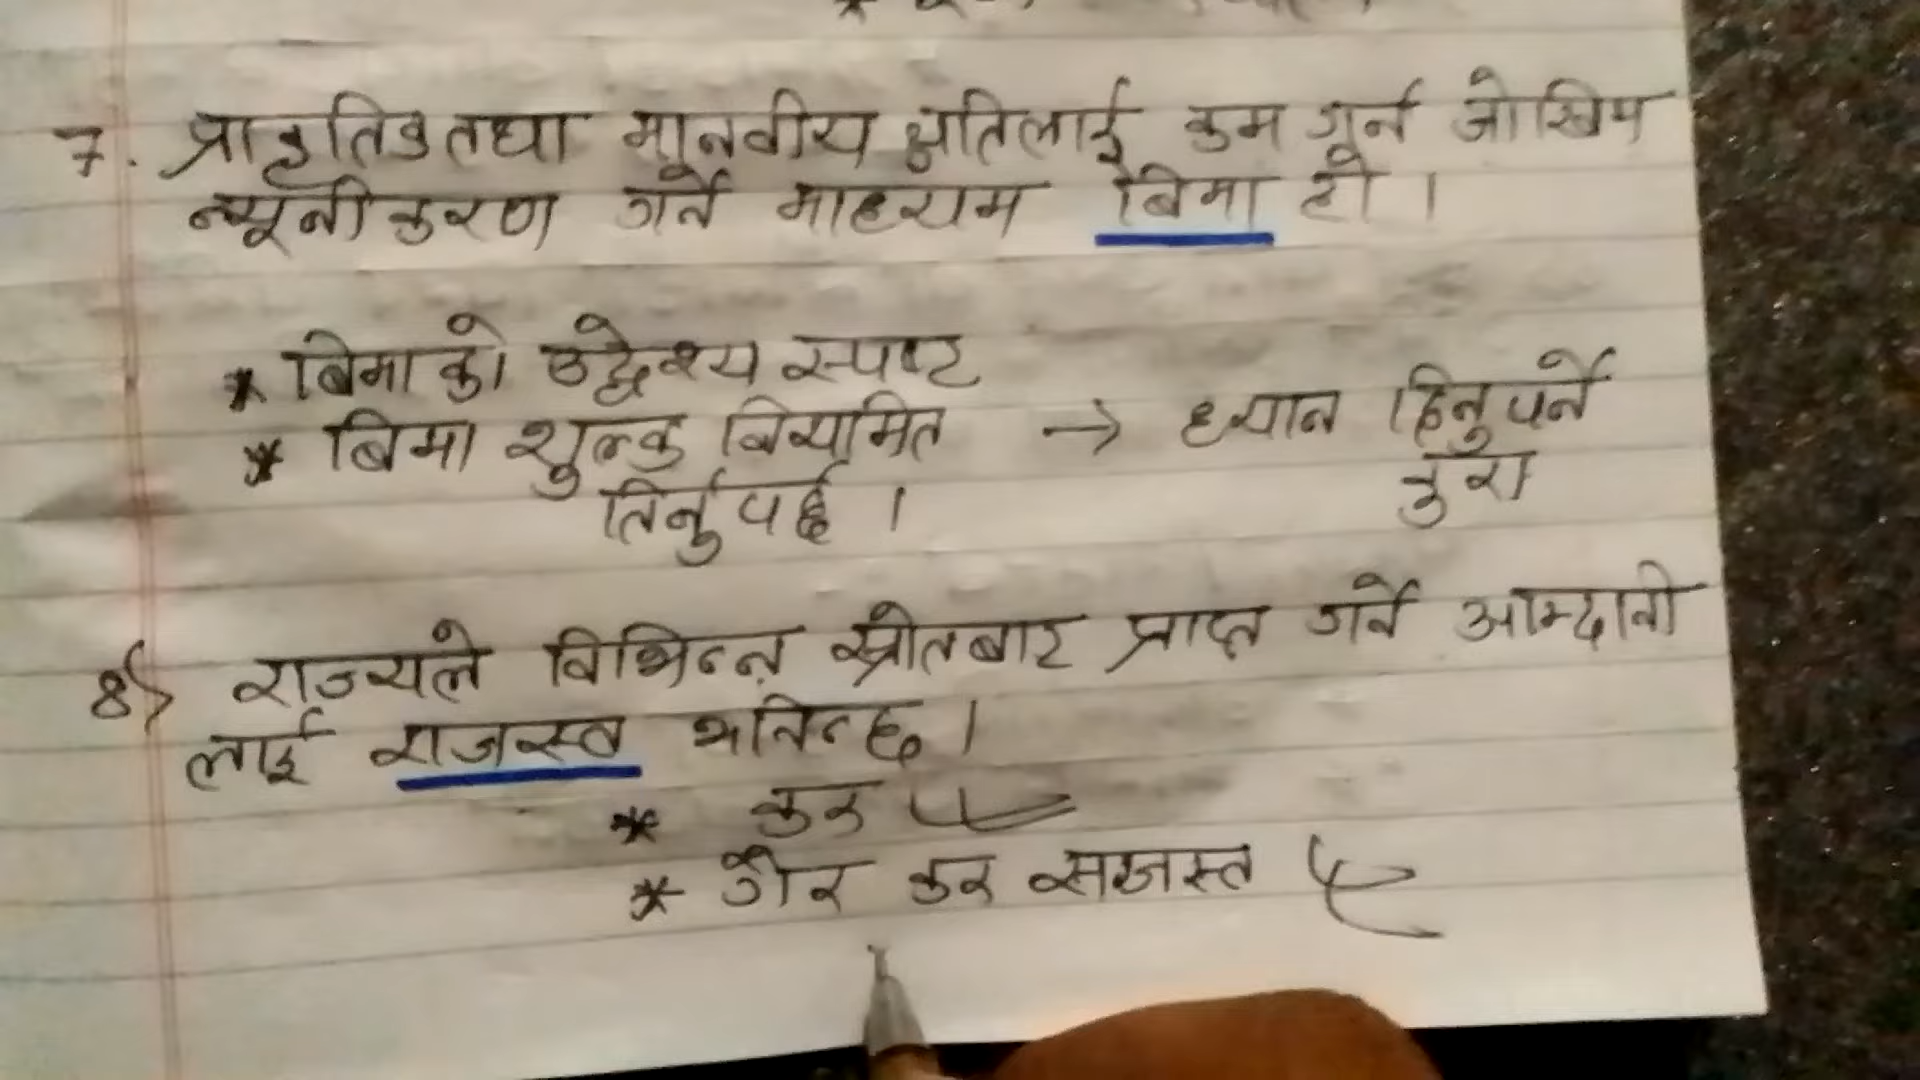 7. प्राकृतिक तथा मानवीय क्षतिलाई कम गर्न जोखिम
न्यूनीकरण गर्ने माध्यम बिमा हो ।
* बिमाको उद्देश्य स्पष्ट
* बिमा शुल्क नियमित → ध्यान दिनुपर्ने
तिर्नुपर्छ । कुरा
8) राज्यले विभिन्न स्रोतबाट प्राप्त गर्ने आम्दानी
लाई राजस्व भनिन्छ ।
* कर
* गैर कर राजस्व